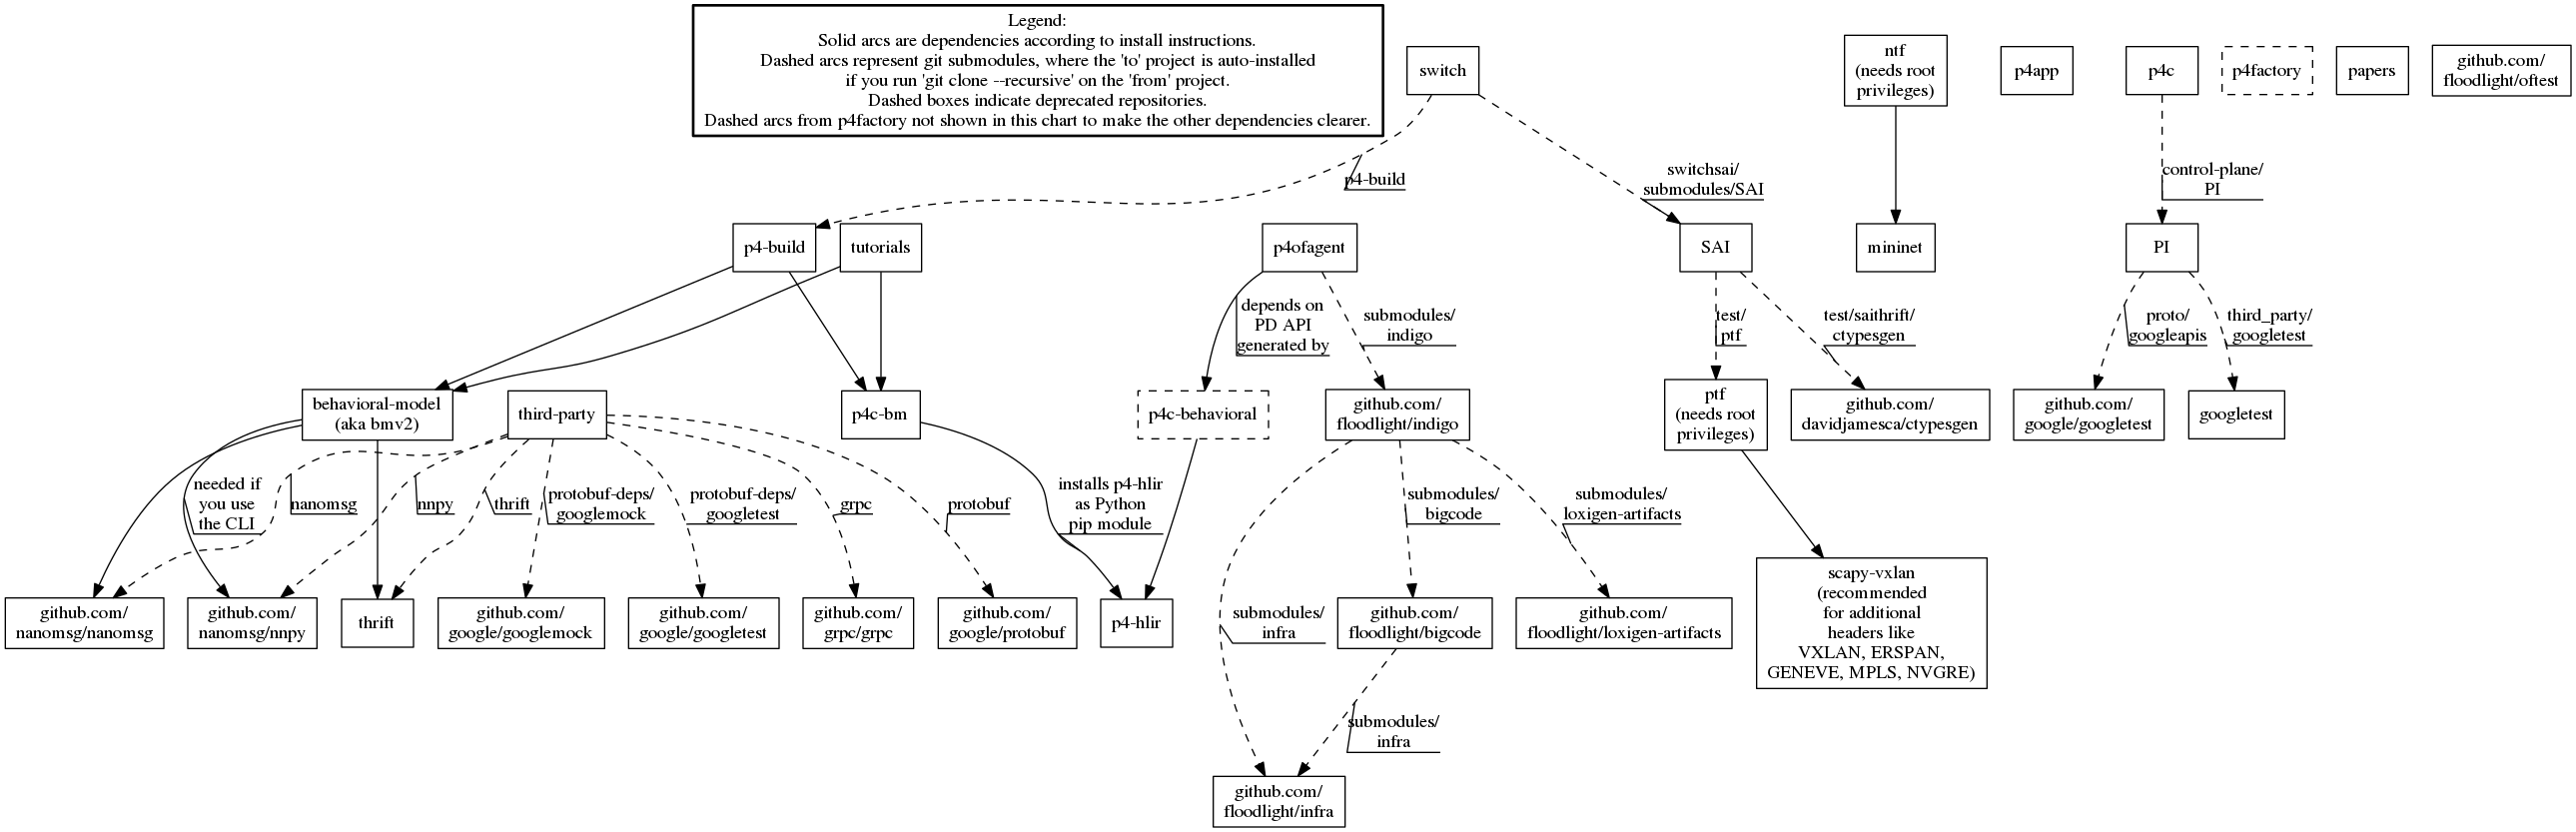 Legend:
Solid arcs are dependencies according to install instructions.
Dashed arcs represent git submodules, where the 'to' project is auto-installed
if you run 'git clone --recursive' on the 'from' project.
Dashed boxes indicate deprecated repositories.
Dashed arcs from p4factory not shown in this chart to make the other dependencies clearer.
switch
ntf
(needs root
privileges)
p4app
p4c
p4factory
papers
github.com/
floodlight/oftest
p4-build
switchsai/
submodules/SAI
control-plane/
PI
p4-build
tutorials
p4ofagent
SAI
mininet
PI
depends on
PD API
generated by
submodules/
indigo
test/
ptf
test/saithrift/
ctypesgen
proto/
googleapis
third_party/
googletest
behavioral-model
(aka bmv2)
third-party
p4c-bm
p4c-behavioral
github.com/
floodlight/indigo
ptf
(needs root
privileges)
github.com/
davidjamesca/ctypesgen
github.com/
google/googletest
googletest
needed if
you use
the CLI
nanomsg
nnpy
thrift
protobuf-deps/
googlemock
protobuf-deps/
googletest
grpc
protobuf
installs p4-hlir
as Python
pip module
submodules/
bigcode
submodules/
loxigen-artifacts
github.com/
nanomsg/nanomsg
github.com/
nanomsg/nnpy
thrift
github.com/
google/googlemock
github.com/
google/googletest
github.com/
grpc/grpc
github.com/
google/protobuf
p4-hlir
submodules/
infra
github.com/
floodlight/bigcode
github.com/
floodlight/loxigen-artifacts
scapy-vxlan
(recommended
for additional
headers like
VXLAN, ERSPAN,
GENEVE, MPLS, NVGRE)
submodules/
infra
github.com/
floodlight/infra